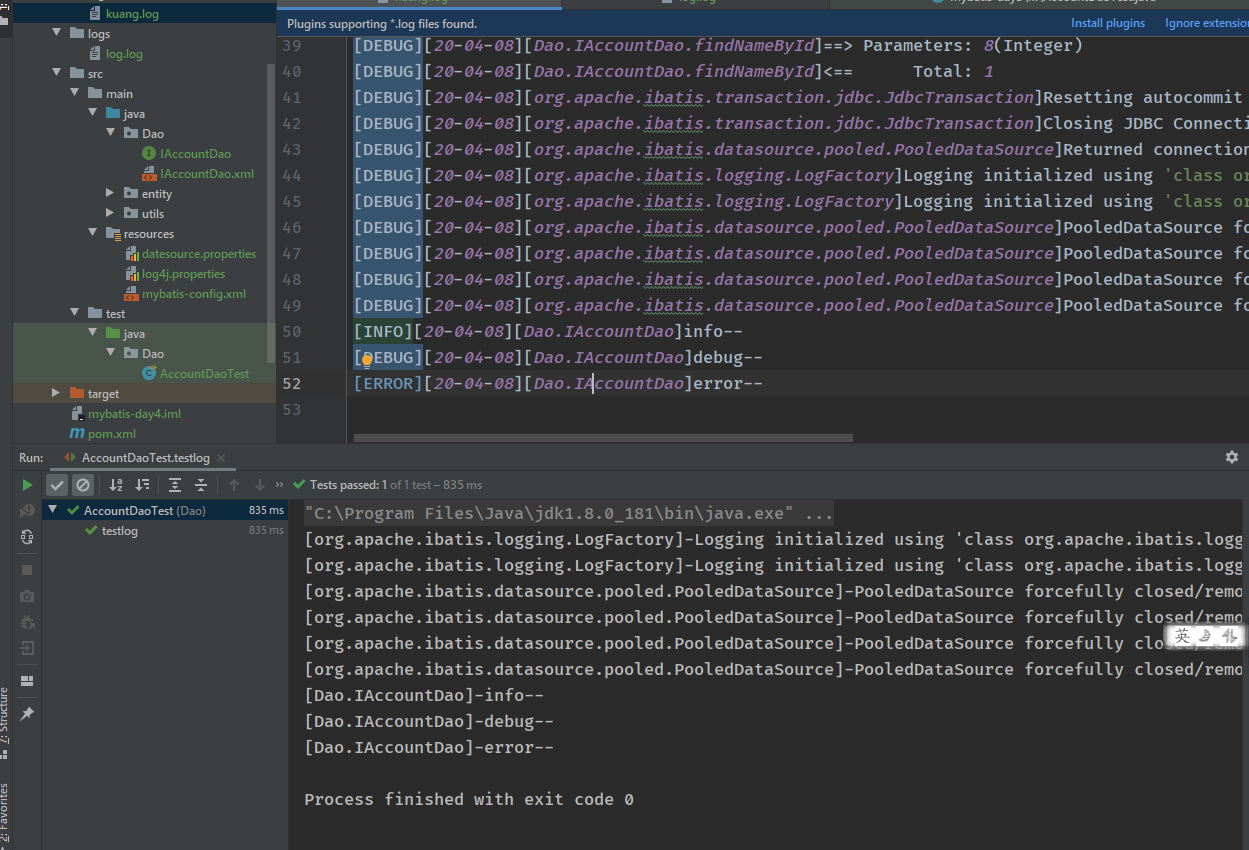 kuang.log
logs
log.log
src
main
java
Dao
IAccountDao
IAccountDao.xml
entity
utils
resources
datesource.properties
log4j.properties
mybatis-config.xml
test
java
Dao
AccountDaoTest
target
mybatis-day4.iml
pom.xml
Plugins supporting *.log files found.
Install plugins
Ignore extensio
39 [DEBUG][20-04-08][Dao.IAccountDao.findNameById]==> Parameters: 8(Integer)
40 [DEBUG][20-04-08][Dao.IAccountDao.findNameById]<==      Total: 1
41 [DEBUG][20-04-08][org.apache.ibatis.transaction.jdbc.JdbcTransaction]Resetting autocommit
42 [DEBUG][20-04-08][org.apache.ibatis.transaction.jdbc.JdbcTransaction]Closing JDBC Connecti
43 [DEBUG][20-04-08][org.apache.ibatis.datasource.pooled.PooledDataSource]Returned connection
44 [DEBUG][20-04-08][org.apache.ibatis.logging.LogFactory]Logging initialized using 'class or
45 [DEBUG][20-04-08][org.apache.ibatis.logging.LogFactory]Logging initialized using 'class or
46 [DEBUG][20-04-08][org.apache.ibatis.datasource.pooled.PooledDataSource]PooledDataSource fo
47 [DEBUG][20-04-08][org.apache.ibatis.datasource.pooled.PooledDataSource]PooledDataSource fo
48 [DEBUG][20-04-08][org.apache.ibatis.datasource.pooled.PooledDataSource]PooledDataSource fo
49 [DEBUG][20-04-08][org.apache.ibatis.datasource.pooled.PooledDataSource]PooledDataSource fo
50 [INFO][20-04-08][Dao.IAccountDao]info--
51 [DEBUG][20-04-08][Dao.IAccountDao]debug--
52 [ERROR][20-04-08][Dao.IAccountDao]error--
53
Run: AccountDaoTest.testlog
Tests passed: 1 of 1 test – 835 ms
AccountDaoTest (Dao) 835 ms
testlog 835 ms
"C:\Program Files\Java\jdk1.8.0_181\bin\java.exe" ...
[org.apache.ibatis.logging.LogFactory]-Logging initialized using 'class org.apache.ibatis.logg
[org.apache.ibatis.logging.LogFactory]-Logging initialized using 'class org.apache.ibatis.logg
[org.apache.ibatis.datasource.pooled.PooledDataSource]-PooledDataSource forcefully closed/remo
[org.apache.ibatis.datasource.pooled.PooledDataSource]-PooledDataSource forcefully closed/remo
[org.apache.ibatis.datasource.pooled.PooledDataSource]-PooledDataSource forcefully clo
[org.apache.ibatis.datasource.pooled.PooledDataSource]-PooledDataSource forcefully closed/remo
[Dao.IAccountDao]-info--
[Dao.IAccountDao]-debug--
[Dao.IAccountDao]-error--
Process finished with exit code 0
英
7: Structure
2: Favorites